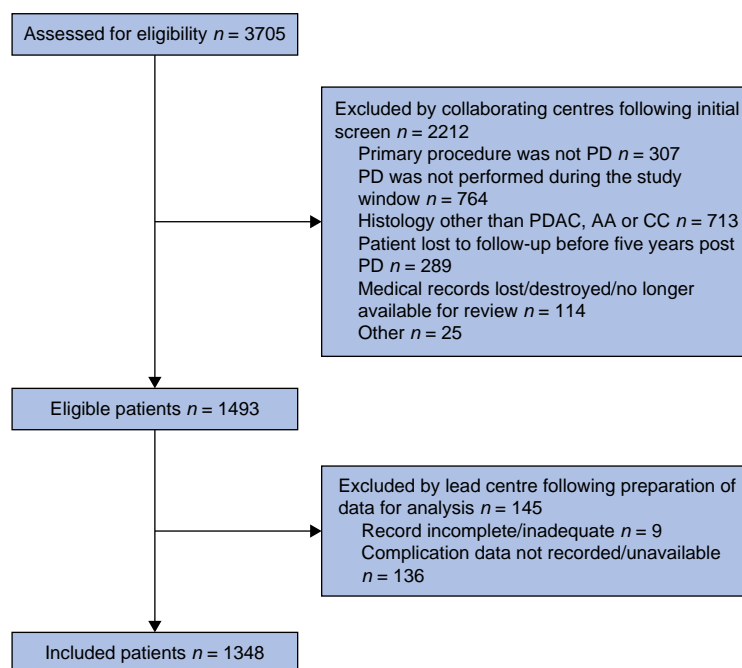 Assessed for eligibility n = 3705
Excluded by collaborating centres following initial
screen n = 2212
Primary procedure was not PD n = 307
PD was not performed during the study
window n = 764
Histology other than PDAC, AA or CC n = 713
Patient lost to follow-up before five years post
PD n = 289
Medical records lost/destroyed/no longer
available for review n = 114
Other n = 25
Eligible patients n = 1493
Excluded by lead centre following preparation of
data for analysis n = 145
Record incomplete/inadequate n = 9
Complication data not recorded/unavailable
n = 136
Included patients n = 1348